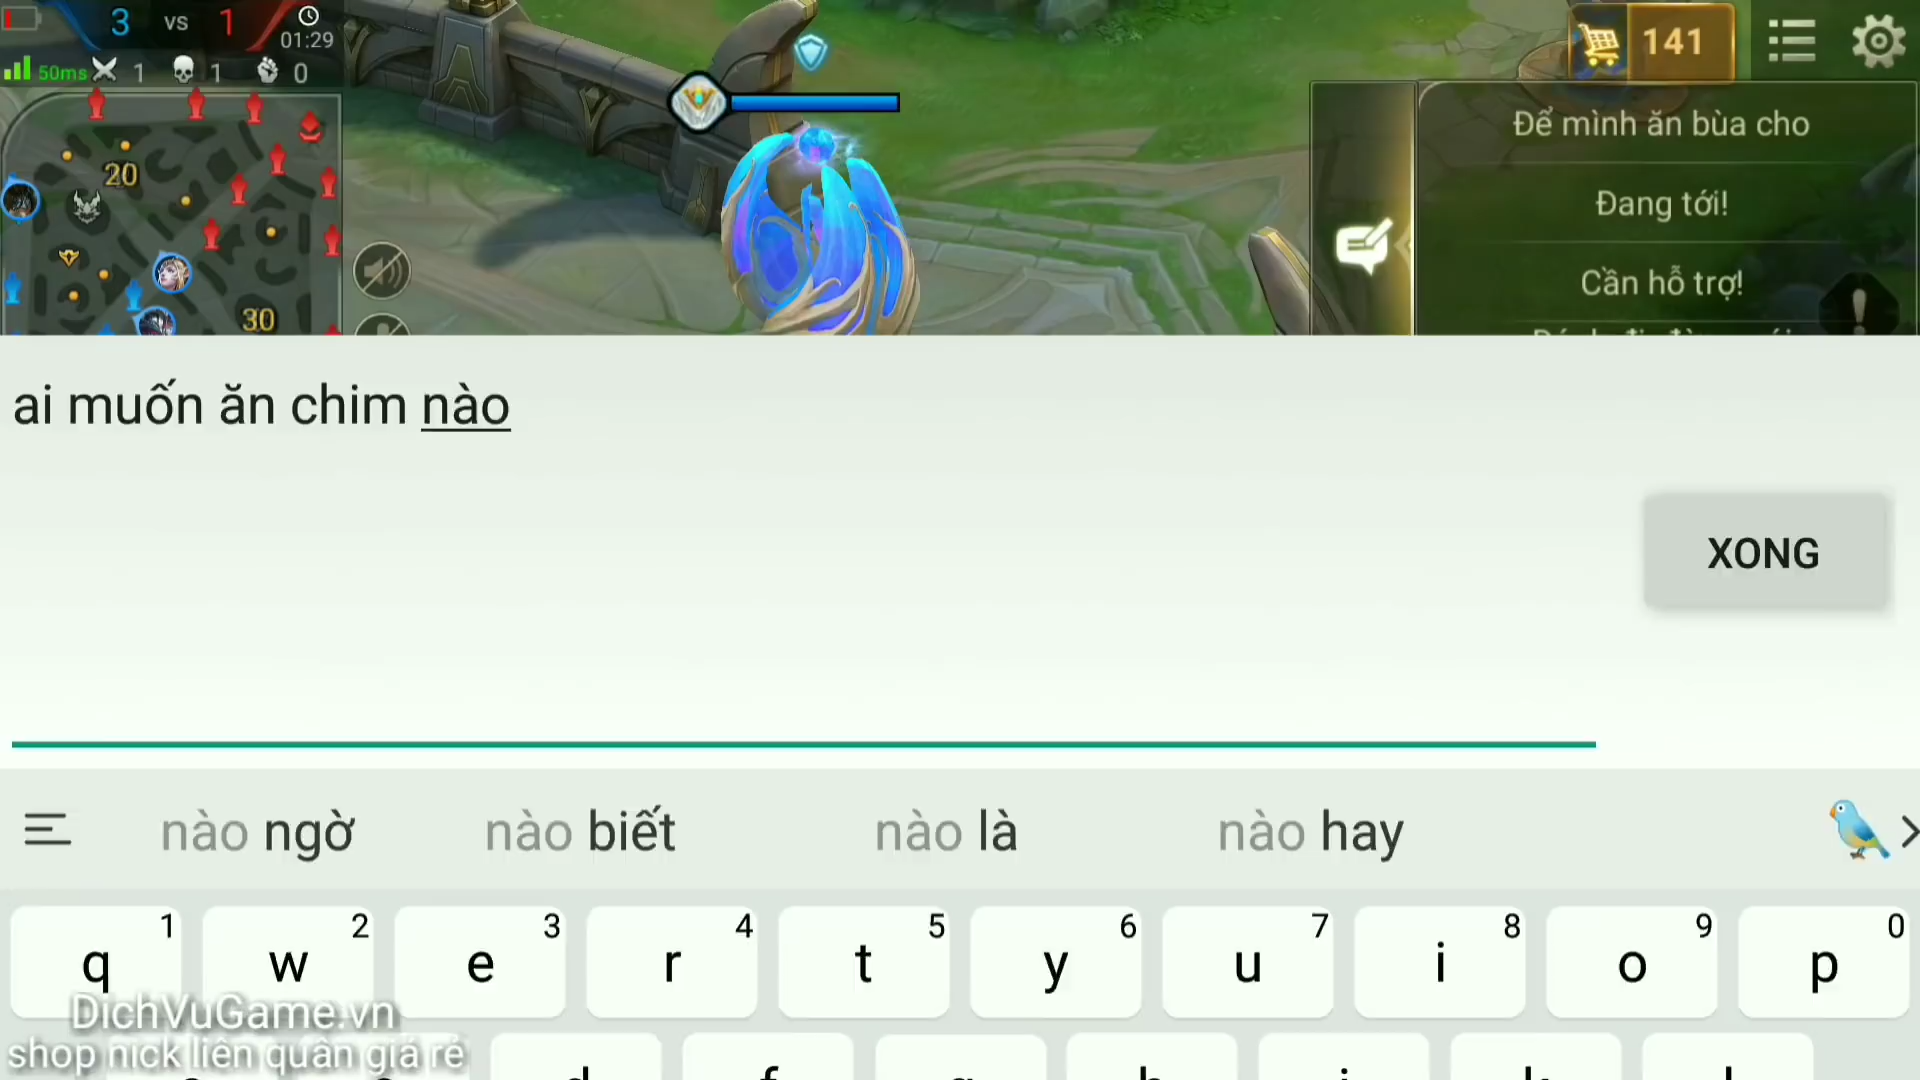 3 vs 1
01:29
50ms 1 1 0
141
20
30
Để mình ăn bùa cho
Đang tới!
Cần hỗ trợ!
ai muốn ăn chim nào
XONG
nào ngờ nào biết nào là nào hay
1 2 3 4 5 6 7 8 9 0
q w e r t y u i o p
DichVuGame.vn
shop nick liên quân giá rẻ